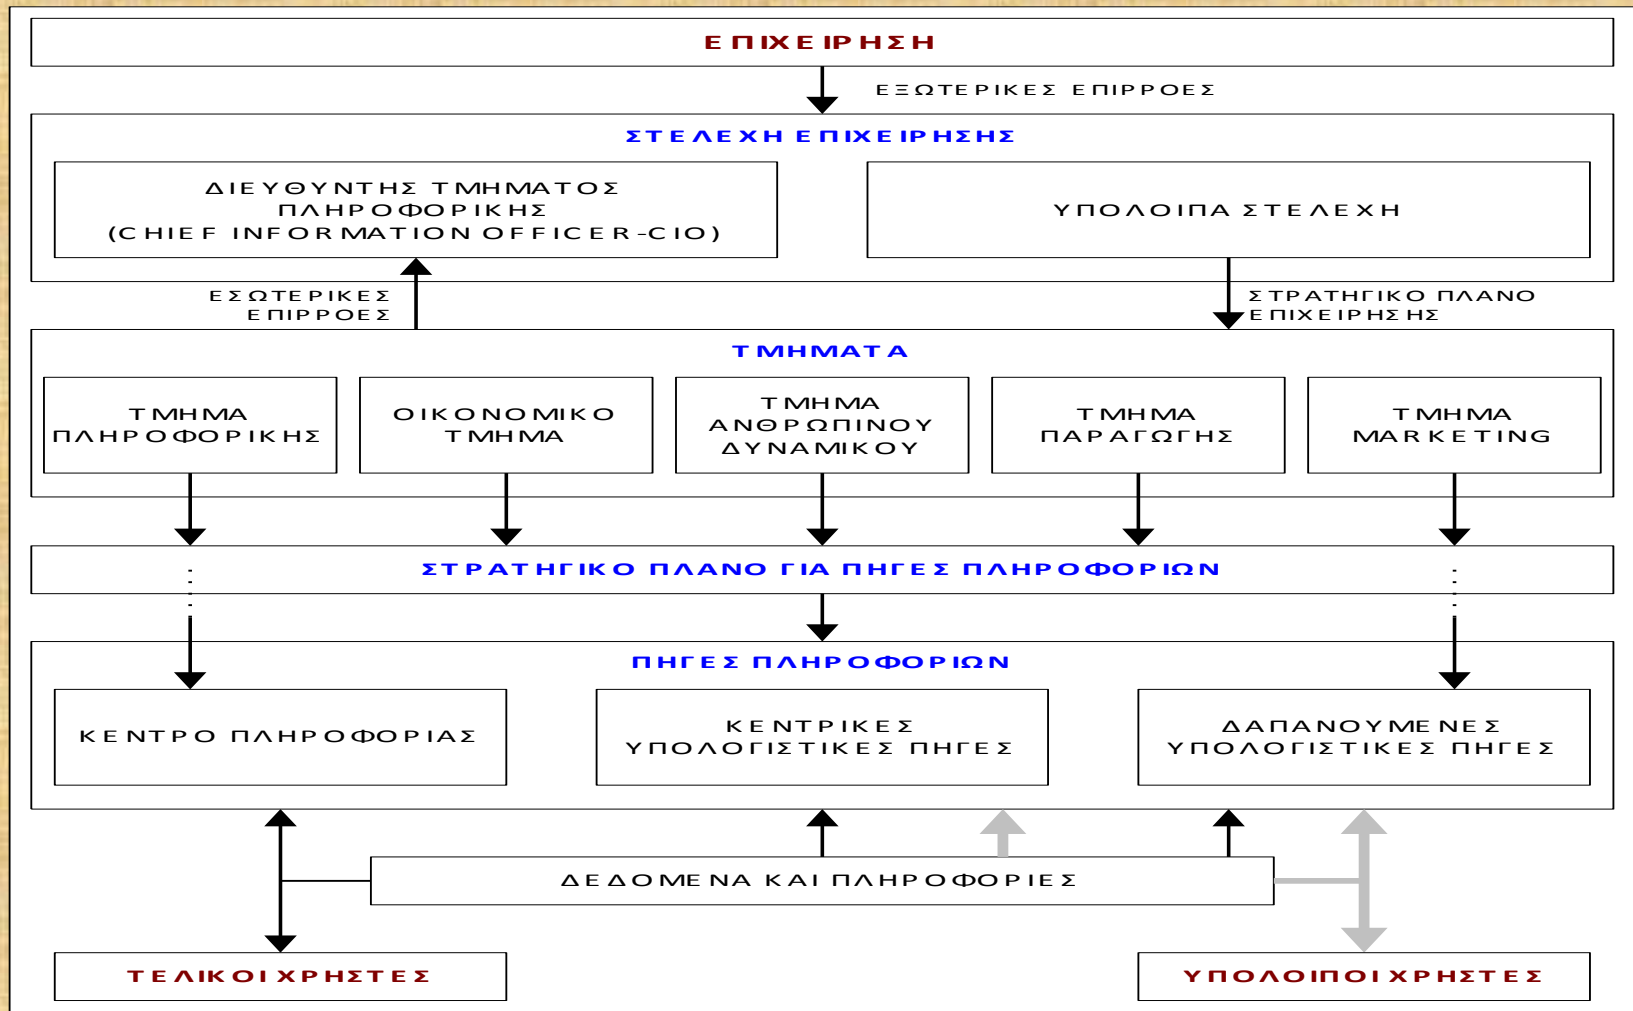 ΕΠΙΧΕΙΡΗΣΗ
ΕΞΩΤΕΡΙΚΕΣ ΕΠΙΡΡΟΕΣ
ΣΤΕΛΕΧΗ ΕΠΙΧΕΙΡΗΣΗΣ
ΔΙΕΥΘΥΝΤΗΣ ΤΜΗΜΑΤΟΣ
ΠΛΗΡΟΦΟΡΙΚΗΣ
(CHIEF INFORMATION OFFICER-CIO)
ΥΠΟΛΟΙΠΑ ΣΤΕΛΕΧΗ
ΕΣΩΤΕΡΙΚΕΣ
ΕΠΙΡΡΟΕΣ
ΣΤΡΑΤΗΓΙΚΟ ΠΛΑΝΟ
ΕΠΙΧΕΙΡΗΣΗΣ
ΤΜΗΜΑΤΑ
ΤΜΗΜΑ
ΠΛΗΡΟΦΟΡΙΚΗΣ
ΟΙΚΟΝΟΜΙΚΟ
ΤΜΗΜΑ
ΤΜΗΜΑ
ΑΝΘΡΩΠΙΝΟΥ
ΔΥΝΑΜΙΚΟΥ
ΤΜΗΜΑ
ΠΑΡΑΓΩΓΗΣ
ΤΜΗΜΑ
MARKETING
ΣΤΡΑΤΗΓΙΚΟ ΠΛΑΝΟ ΓΙΑ ΠΗΓΕΣ ΠΛΗΡΟΦΟΡΙΩΝ
ΠΗΓΕΣ ΠΛΗΡΟΦΟΡΙΩΝ
ΚΕΝΤΡΟ ΠΛΗΡΟΦΟΡΙΑΣ
ΚΕΝΤΡΙΚΕΣ
ΥΠΟΛΟΓΙΣΤΙΚΕΣ ΠΗΓΕΣ
ΔΑΠΑΝΟΥΜΕΝΕΣ
ΥΠΟΛΟΓΙΣΤΙΚΕΣ ΠΗΓΕΣ
ΔΕΔΟΜΕΝΑ ΚΑΙ ΠΛΗΡΟΦΟΡΙΕΣ
ΤΕΛΙΚΟΙ ΧΡΗΣΤΕΣ
ΥΠΟΛΟΙΠΟΙ ΧΡΗΣΤΕΣ